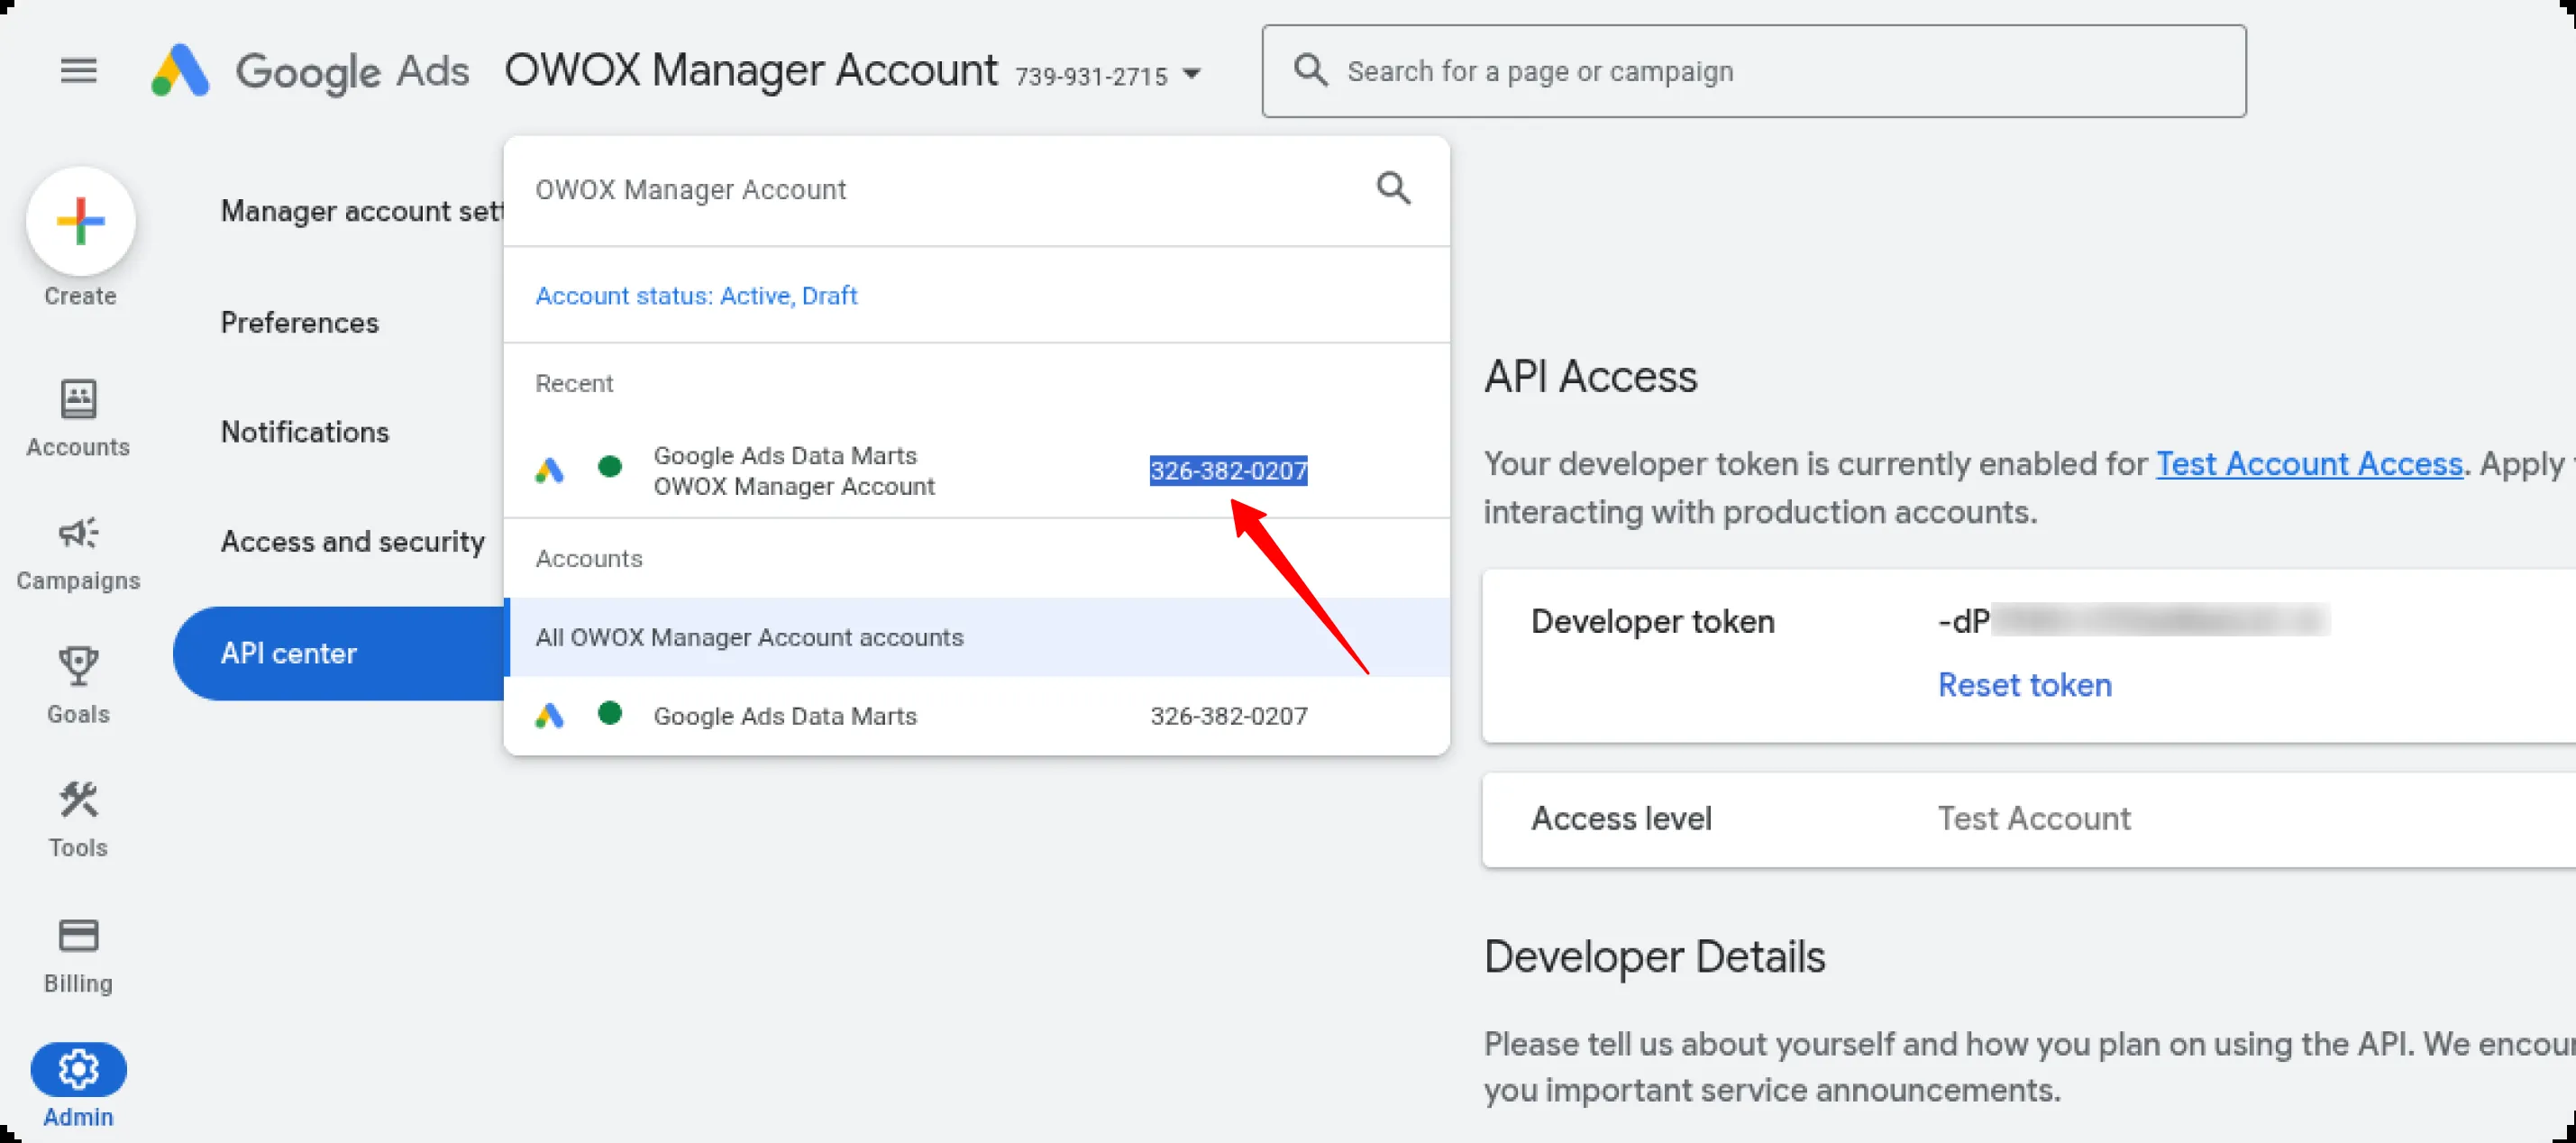 Google Ads
OWOX Manager Account 739-931-2715
Search for a page or campaign
Create
Accounts
Campaigns
Goals
Tools
Billing
Admin
Manager account sett
Preferences
Notifications
Access and security
API center
OWOX Manager Account
Account status: Active, Draft
Recent
Google Ads Data Marts
OWOX Manager Account
326-382-0207
Accounts
All OWOX Manager Account accounts
Google Ads Data Marts 326-382-0207
API Access
Your developer token is currently enabled for Test Account Access. Apply
interacting with production accounts.
Developer token -dP
Reset token
Access level Test Account
Developer Details
Please tell us about yourself and how you plan on using the API. We encou
you important service announcements.